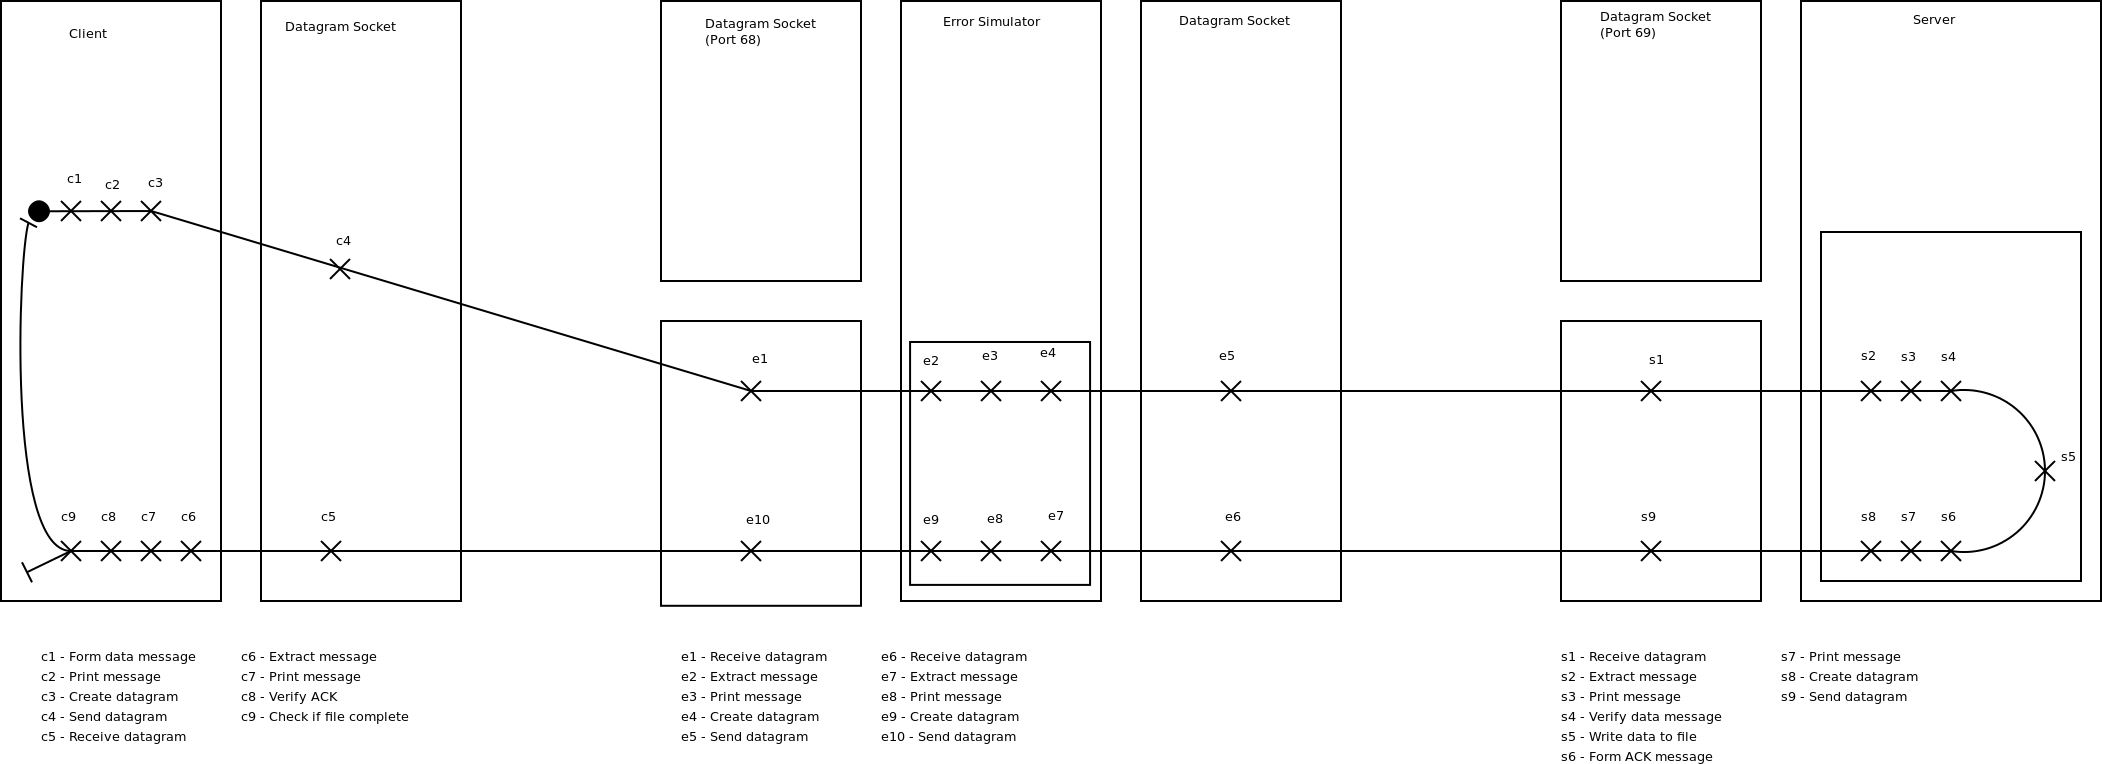 Client
Datagram Socket
Datagram Socket
(Port 68)
Error Simulator
Datagram Socket
Datagram Socket
(Port 69)
Server
c1
c2
c3
c4
e1
e2
e3
e4
e5
s1
s2
s3
s4
s5
c9
c8
c7
c6
c5
e10
e9
e8
e7
e6
s9
s8
s7
s6
c1 - Form data message
c2 - Print message
c3 - Create datagram
c4 - Send datagram
c5 - Receive datagram
c6 - Extract message
c7 - Print message
c8 - Verify ACK
c9 - Check if file complete
e1 - Receive datagram
e2 - Extract message
e3 - Print message
e4 - Create datagram
e5 - Send datagram
e6 - Receive datagram
e7 - Extract message
e8 - Print message
e9 - Create datagram
e10 - Send datagram
s1 - Receive datagram
s2 - Extract message
s3 - Print message
s4 - Verify data message
s5 - Write data to file
s6 - Form ACK message
s7 - Print message
s8 - Create datagram
s9 - Send datagram